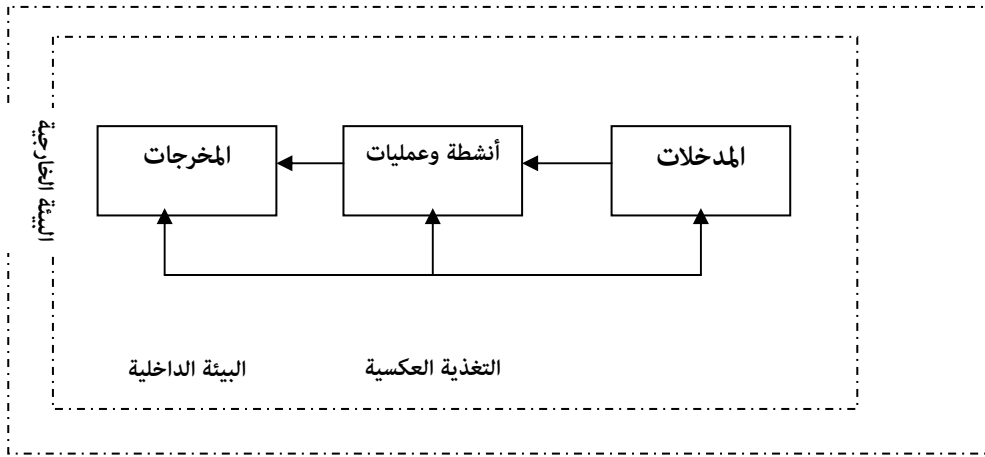 المدخلات
أنشطة وعمليات
المخرجات
البيئة الخارجية
التغذية العكسية
البيئة الداخلية